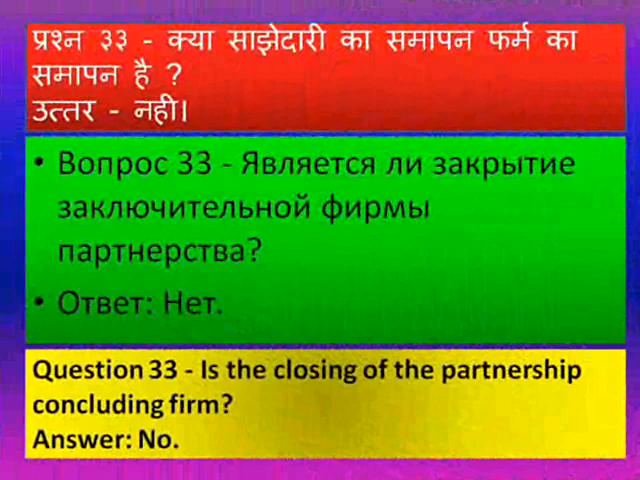 प्रश्न ३३ - क्या साझेदारी का समापन फर्म का
समापन है ?
उत्तर - नही।
• Вопрос 33 - Является ли закрытие
заключительной фирмы
партнерства?
• Ответ: Нет.
Question 33 - Is the closing of the partnership
concluding firm?
Answer: No.